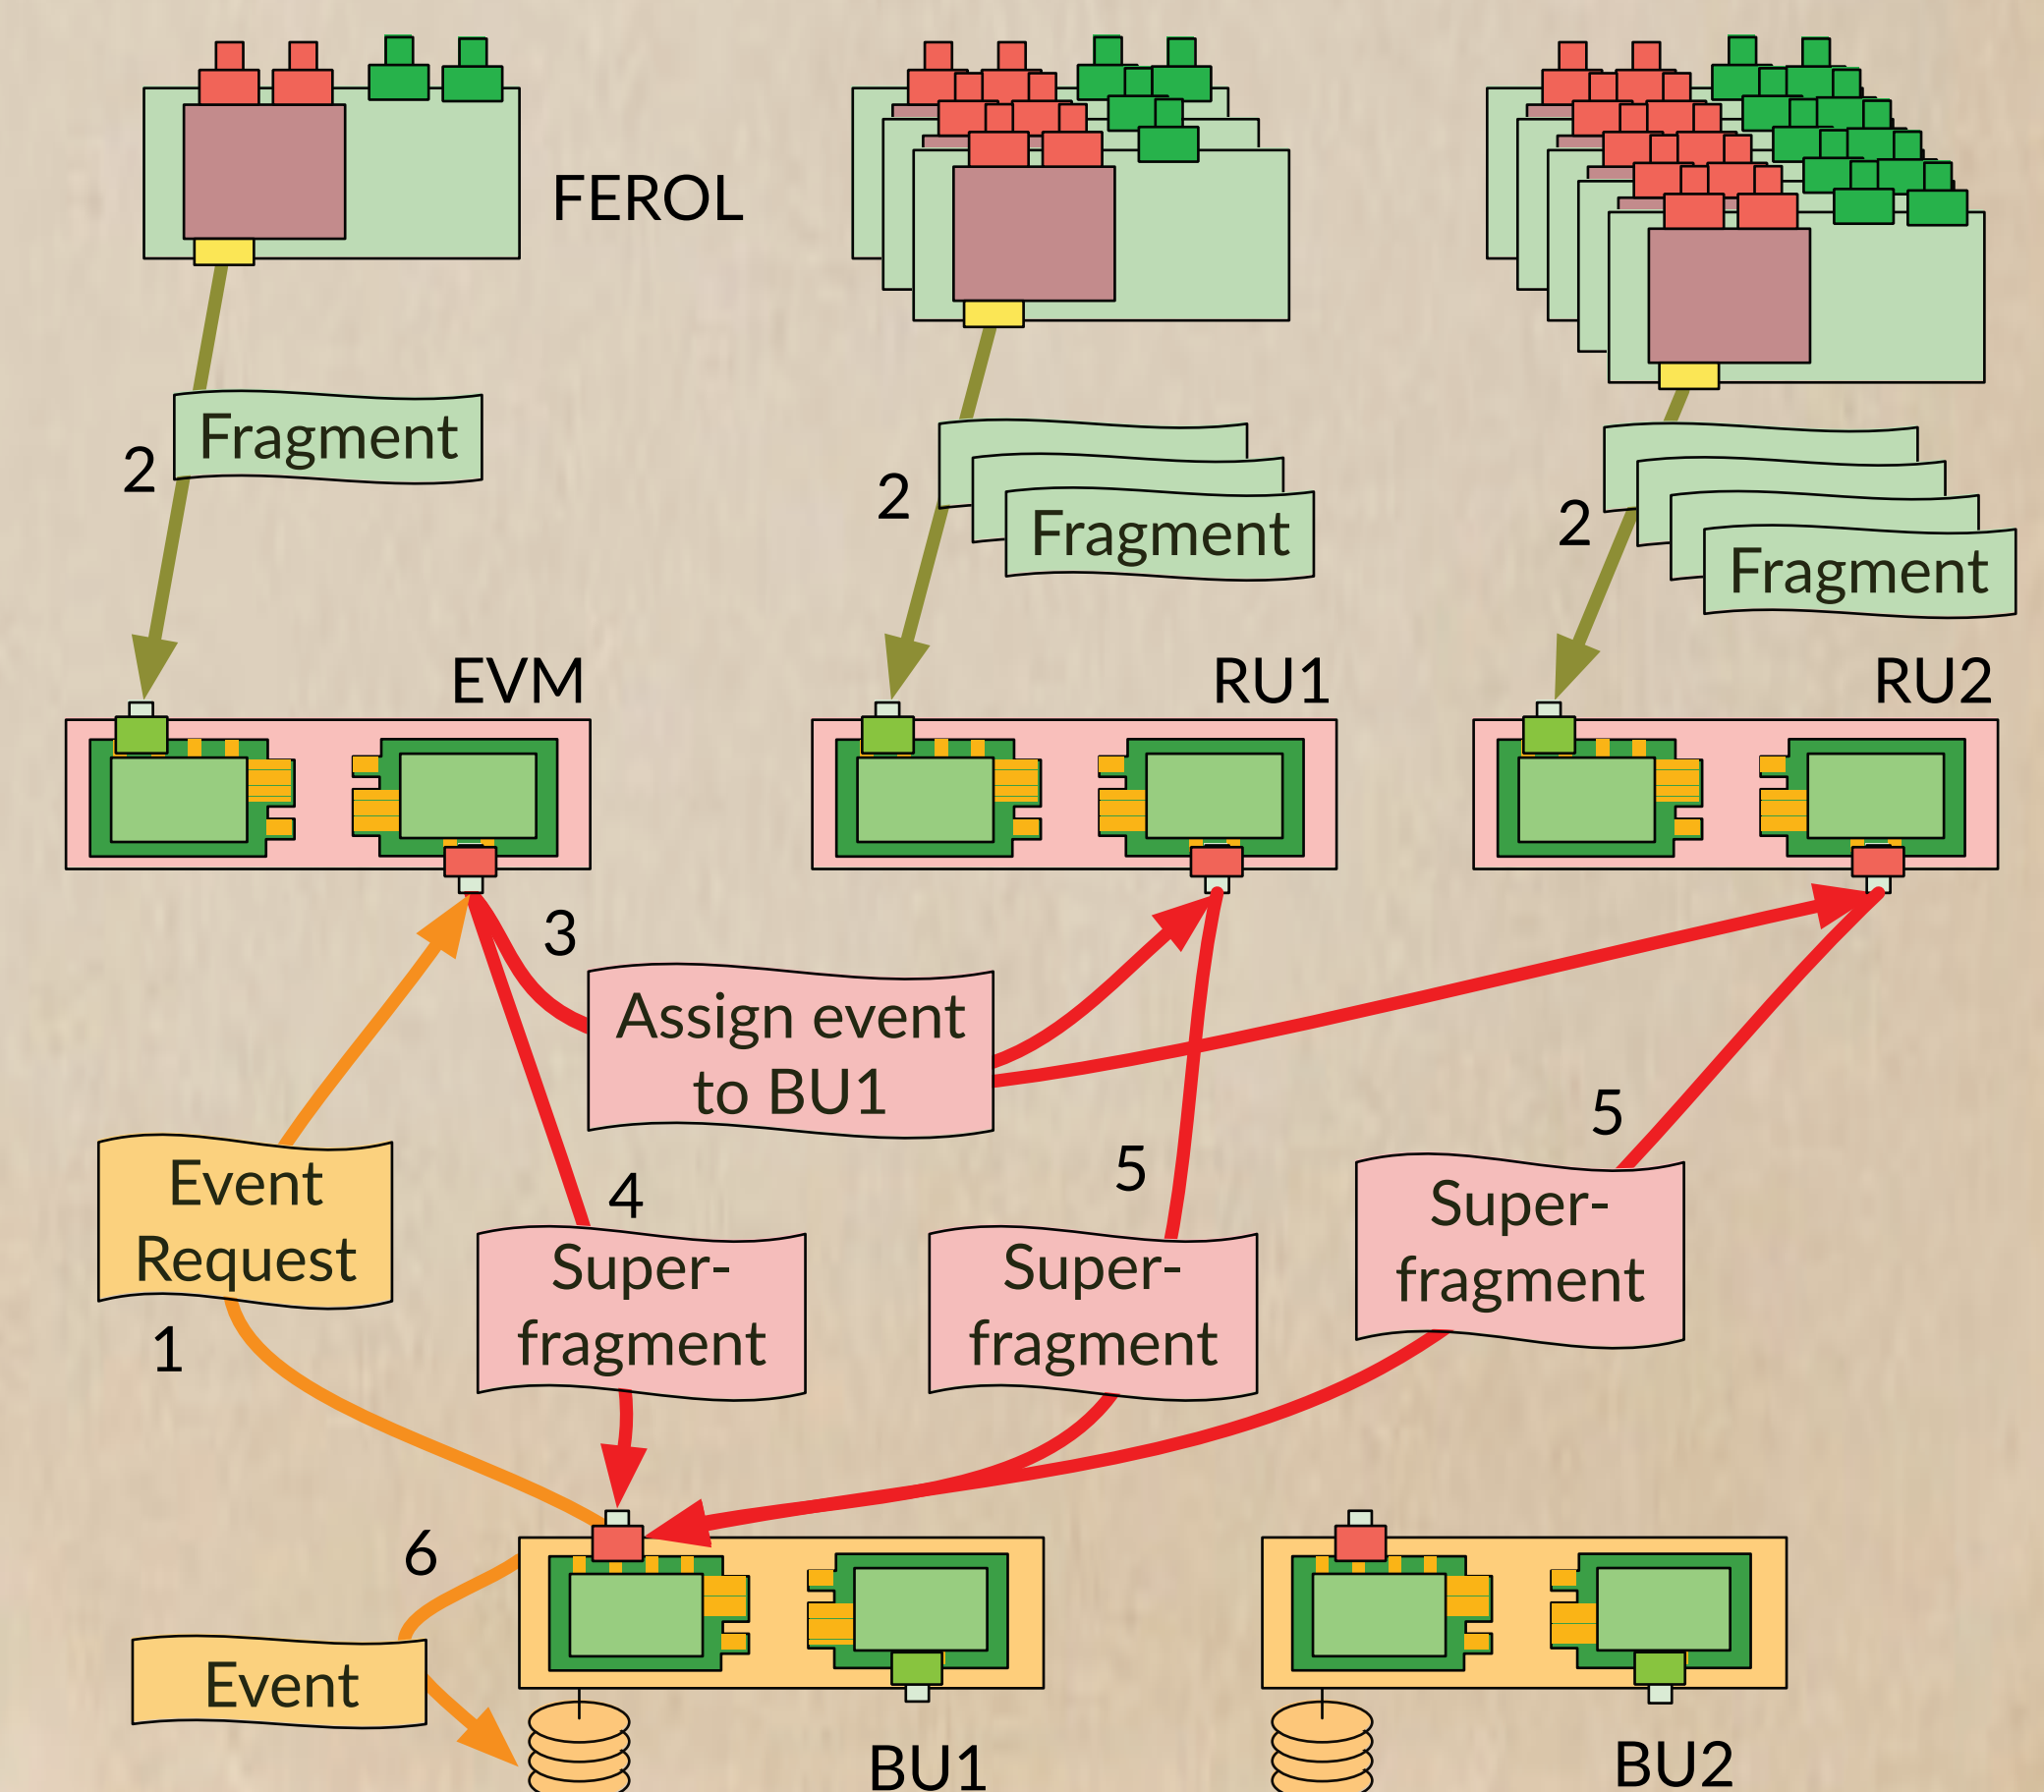 FEROL
Fragment
2
2
Fragment
2
Fragment
EVM
RU1
RU2
3
Assign event
to BU1
Event
Request
1
4
Super-
fragment
5
Super-
fragment
5
Super-
fragment
6
Event
BU1
BU2